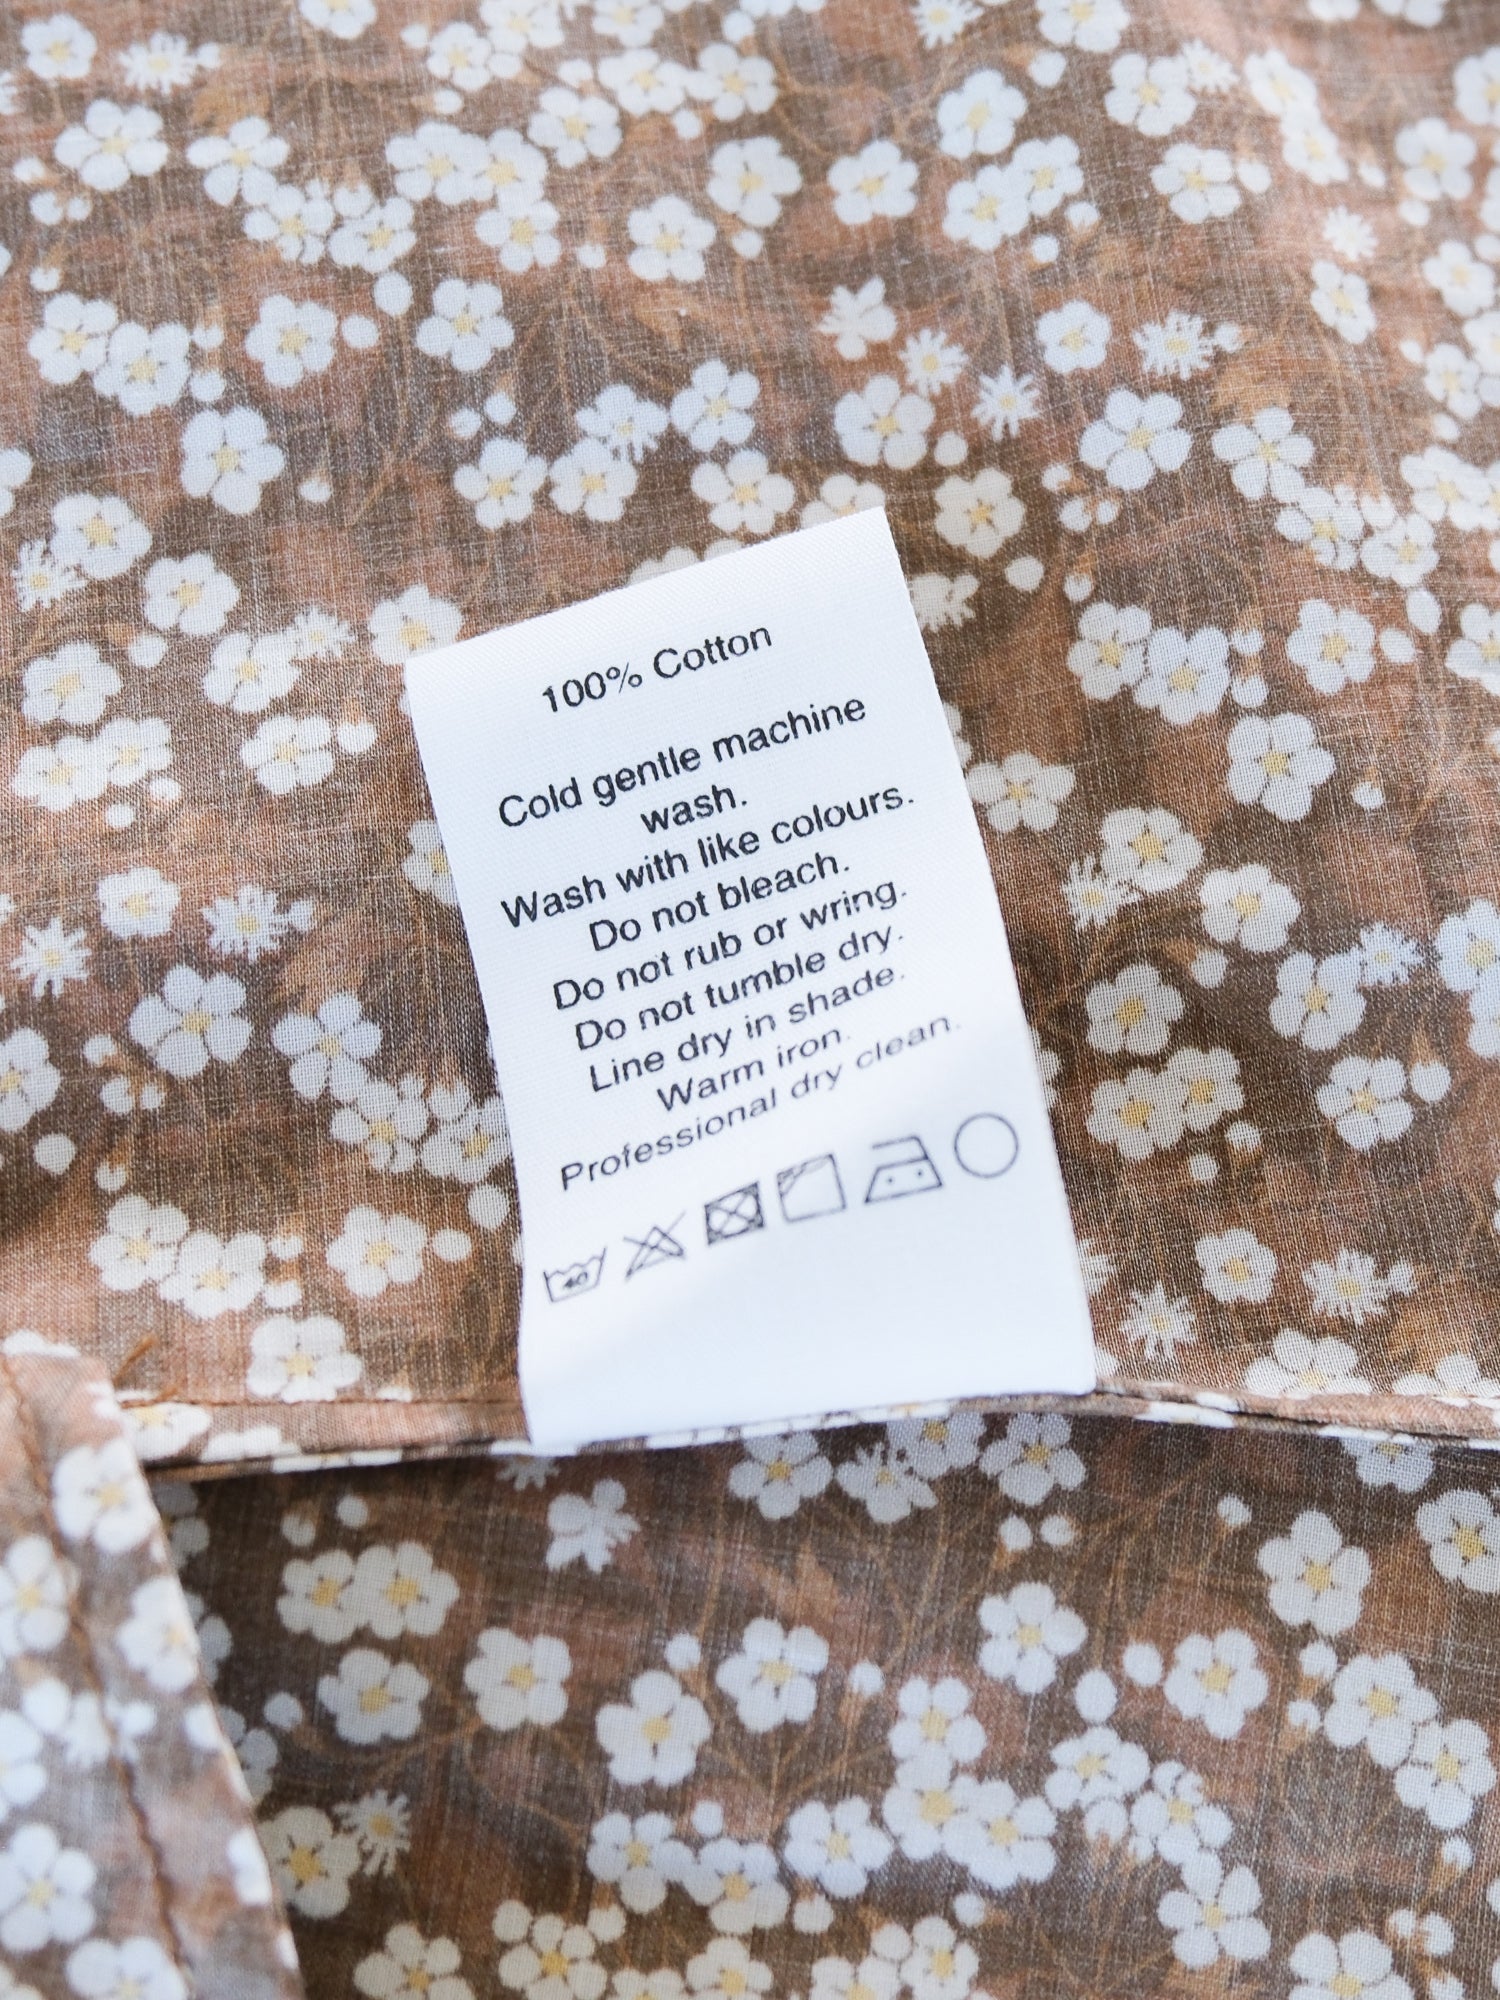 100% Cotton
Cold gentle machine
wash.
Wash with like colours.
Do not bleach.
Do not rub or wring.
Do not tumble dry.
Line dry in shade.
Warm iron.
Professional dry clean.
40